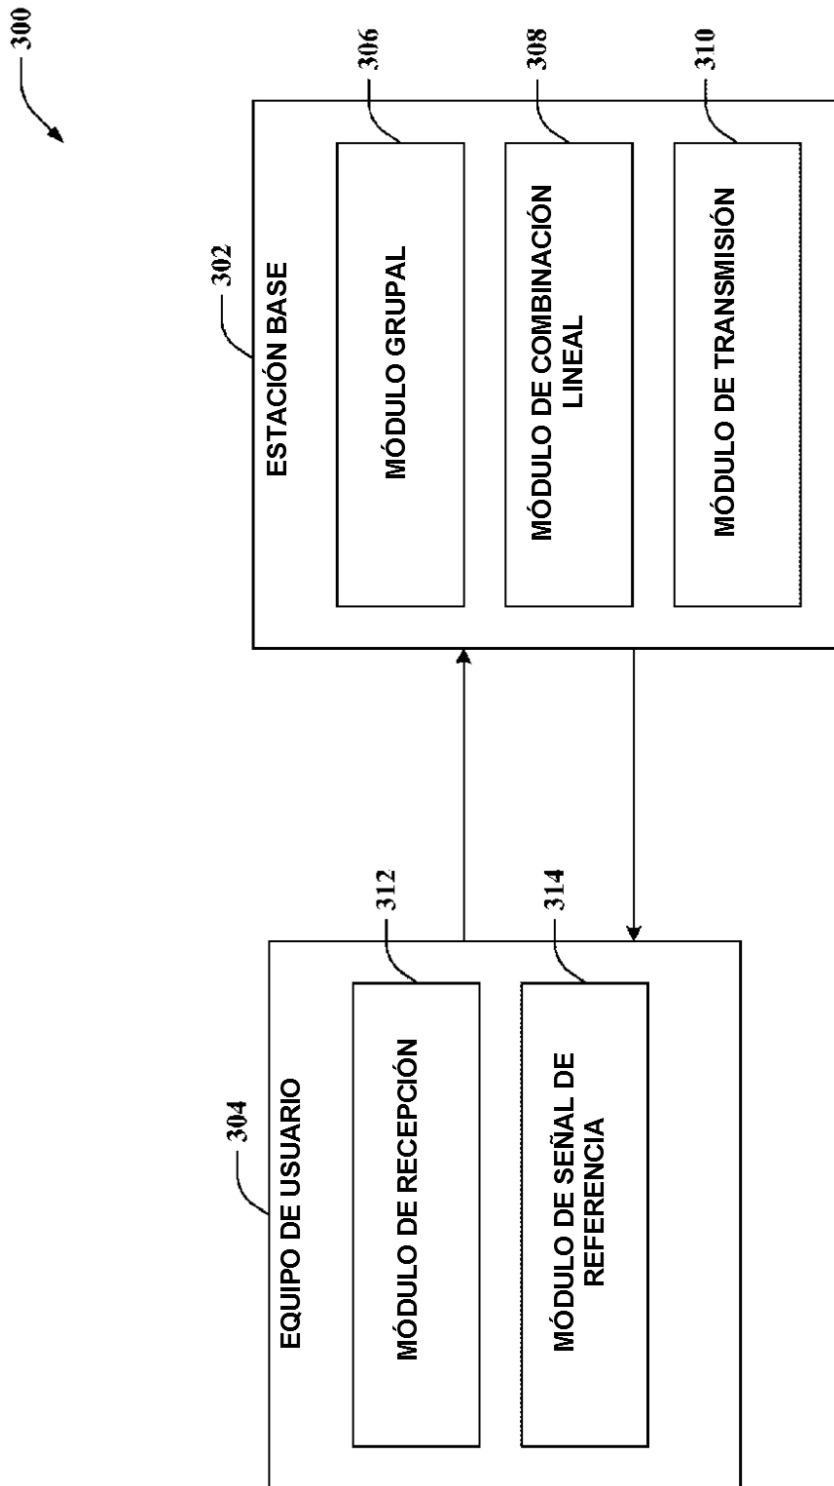 300
302
ESTACIÓN BASE
306
MÓDULO GRUPAL
308
MÓDULO DE COMBINACIÓN
LINEAL
310
MÓDULO DE TRANSMISIÓN
304
EQUIPO DE USUARIO
312
MÓDULO DE RECEPCIÓN
314
MÓDULO DE SEÑAL DE
REFERENCIA